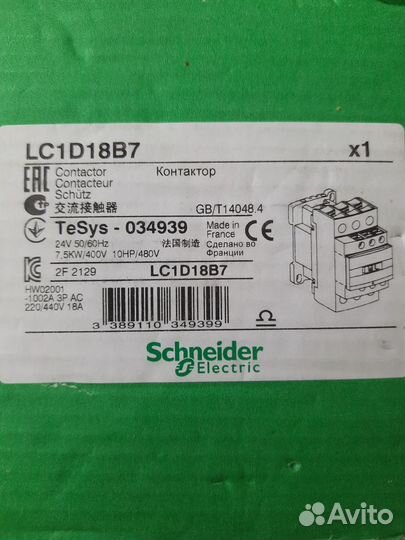 LC1D18B7 x1
EAC Contactor Контактор
Contacteur
Schütz
交流接触器 GB/T14048.4
TeSys - 034939 Made in France
24V 50/60Hz 法国制造 Сделано во Франции
7,5KW/400V 10HP/480V
2F 2129 LC1D18B7
HW02001
-1002A 3P AC
220/440V 18A
3 389110 349399
Schneider
Electric
Avito